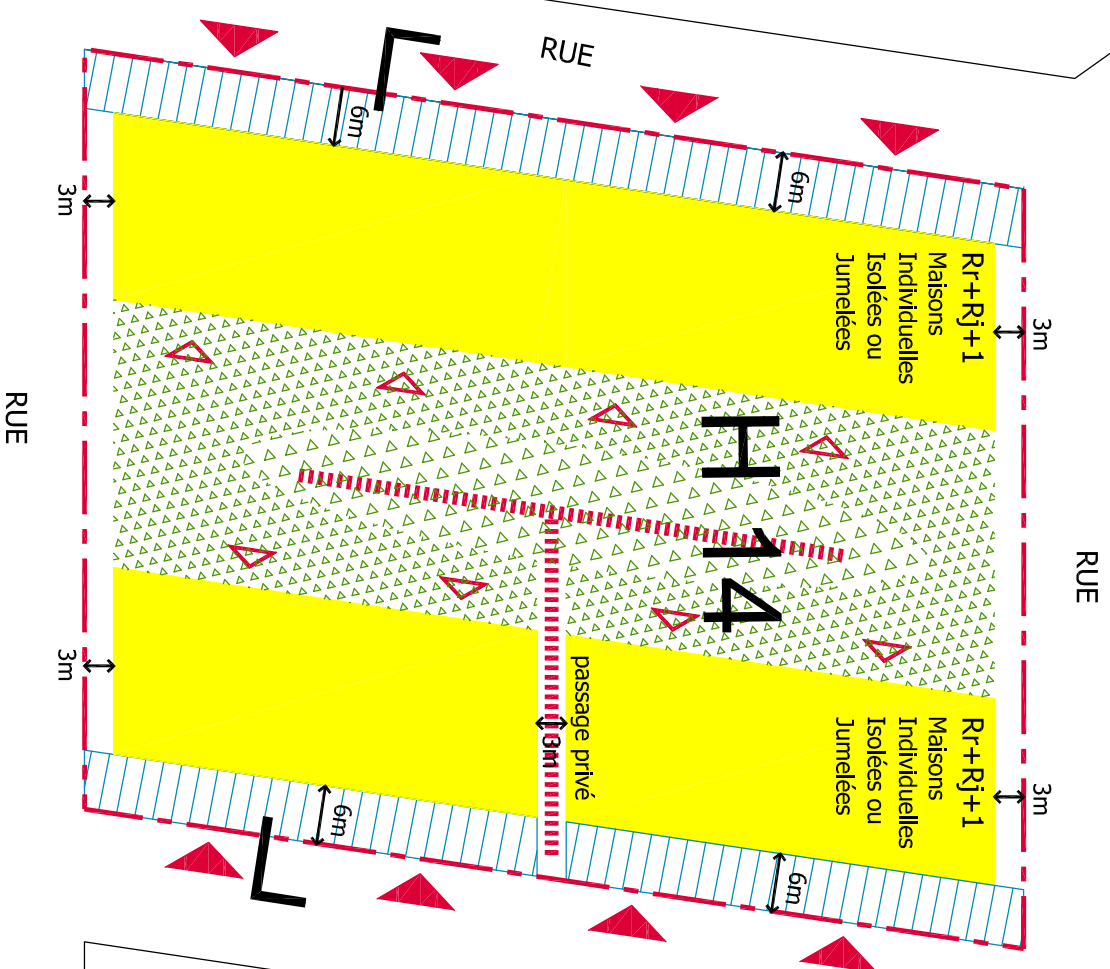 RUE
6m
6m
3m
3m
Rr+Rj+1
Maisons
Individuelles
Isolées ou
Jumelées
RUE
H 14
RUE
3m
passage privé
3m
Rr+Rj+1
Maisons
Individuelles
Isolées ou
Jumelées
3m
6m
6m